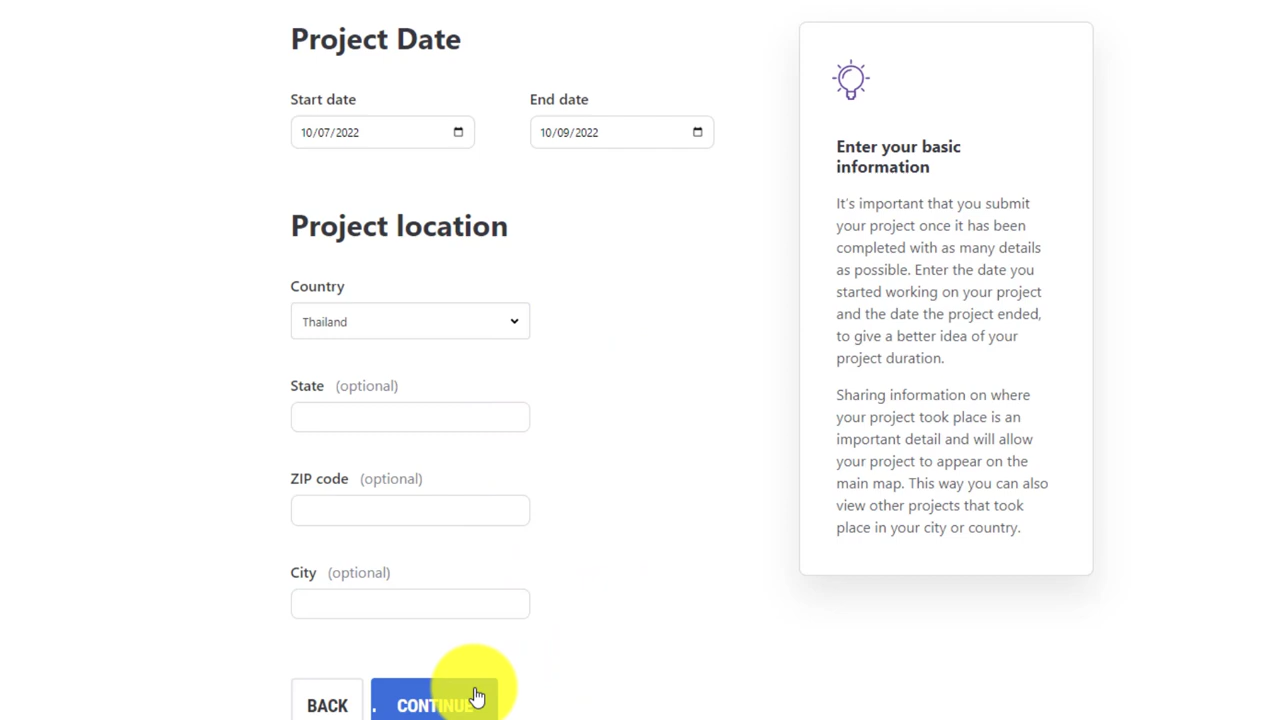 Project Date
Start date
End date
10/07/2022
10/09/2022
Project location
Country
Thailand
State (optional)
ZIP code (optional)
City (optional)
BACK
CONTINUE
Enter your basic
information
It's important that you submit
your project once it has been
completed with as many details
as possible. Enter the date you
started working on your project
and the date the project ended,
to give a better idea of your
project duration.
Sharing information on where
your project took place is an
important detail and will allow
your project to appear on the
main map. This way you can also
view other projects that took
place in your city or country.